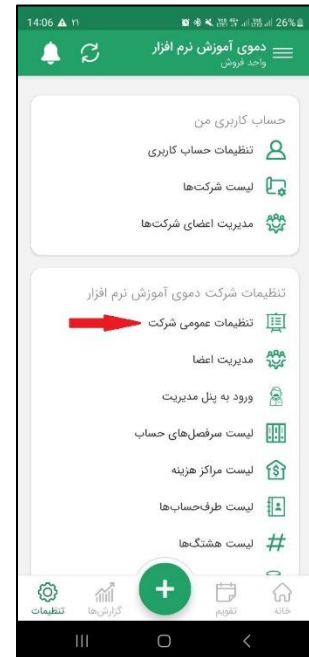 14:06
26%
دموی آموزش نرم افزار
واحد فروش
حساب کاربری من
تنظیمات حساب کاربری
لیست شرکت‌ها
مدیریت اعضای شرکت‌ها
تنظیمات شرکت دموی آموزش نرم افزار
تنظیمات عمومی شرکت
مدیریت اعضا
ورود به پنل مدیریت
لیست سرفصل‌های حساب
لیست مراکز هزینه
لیست طرف‌حساب‌ها
لیست هشتگ‌ها
خانه
تقویم
گزارش‌ها
تنظیمات